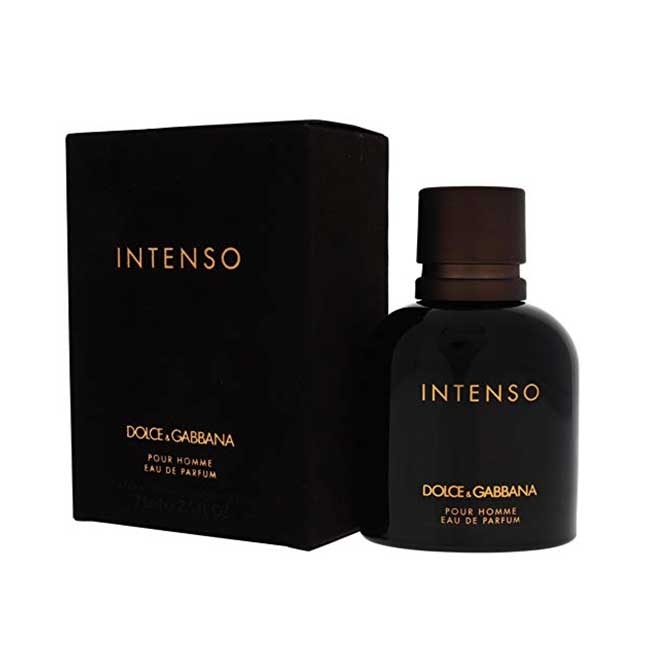 INTENSO
DOLCE & GABBANA
POUR HOMME
EAU DE PARFUM
INTENSO
DOLCE & GABBANA
POUR HOMME
EAU DE PARFUM